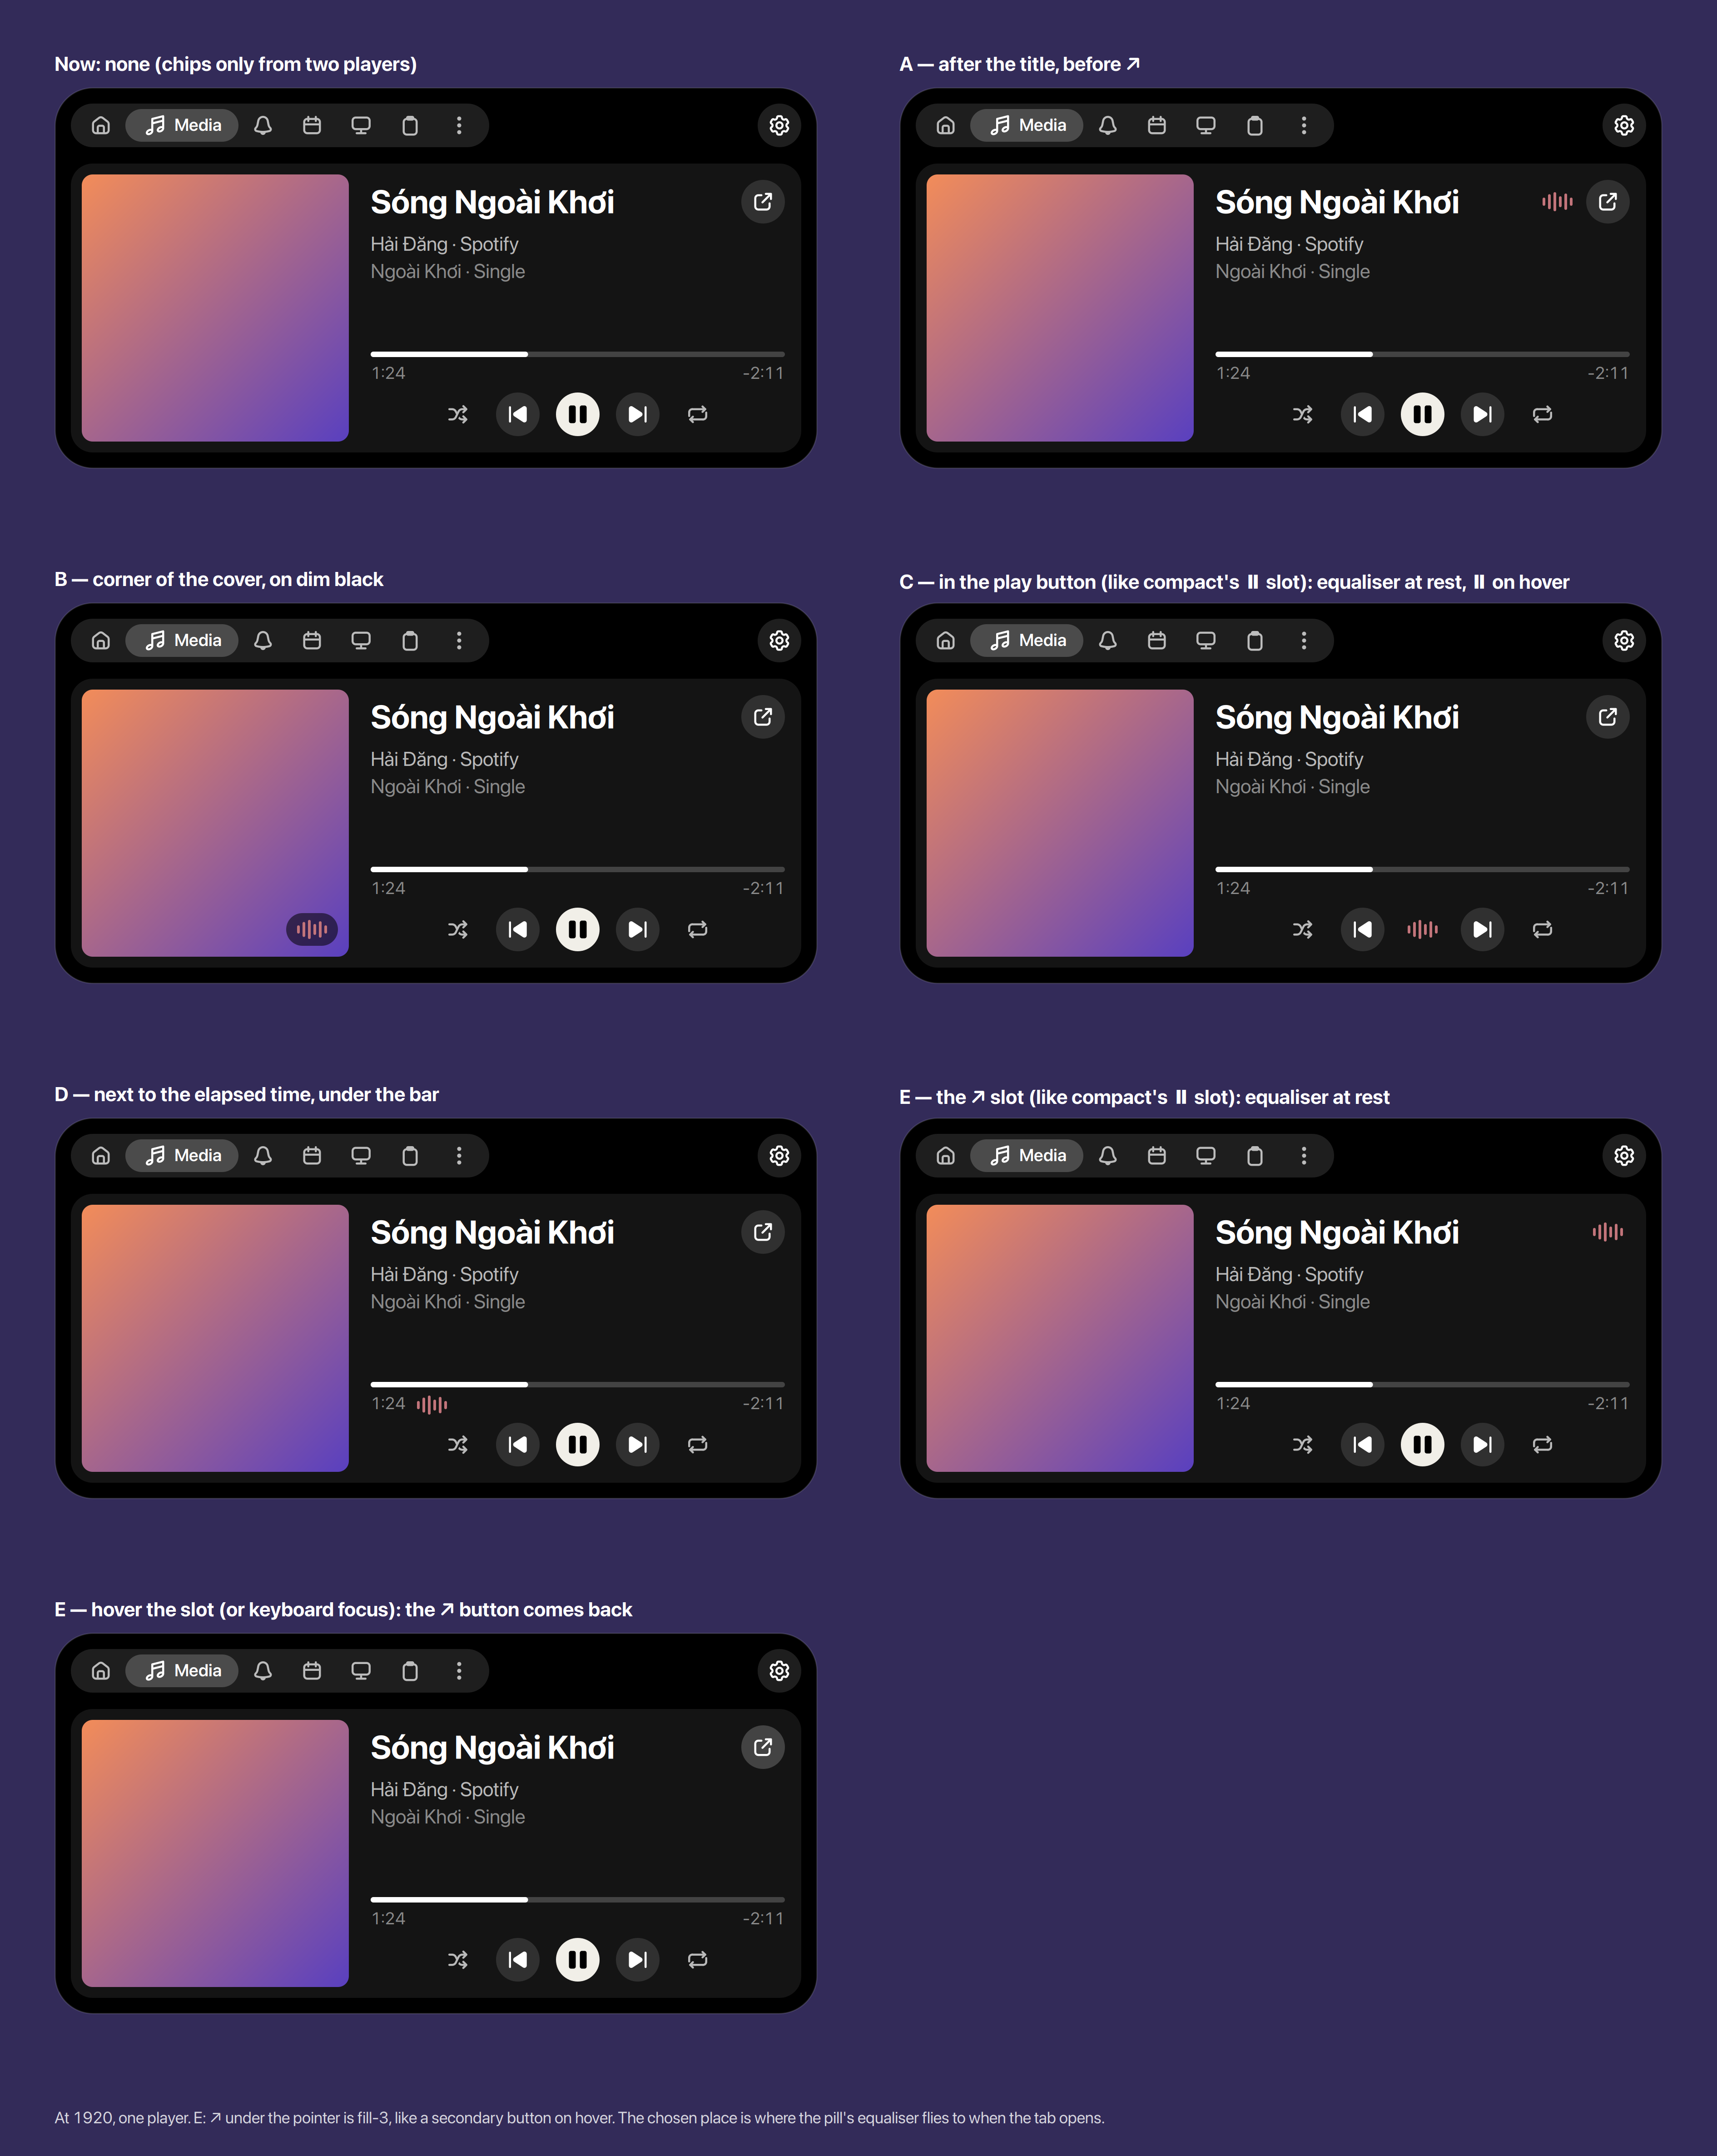 Now: none (chips only from two players)
Media
Sóng Ngoài Khơi
Hải Đăng · Spotify
Ngoài Khơi · Single
1:24
-2:11
A — after the title, before ↗
Media
Sóng Ngoài Khơi
Hải Đăng · Spotify
Ngoài Khơi · Single
1:24
-2:11
B — corner of the cover, on dim black
Media
Sóng Ngoài Khơi
Hải Đăng · Spotify
Ngoài Khơi · Single
1:24
-2:11
C — in the play button (like compact's ⏸ slot): equaliser at rest, ⏸ on hover
Media
Sóng Ngoài Khơi
Hải Đăng · Spotify
Ngoài Khơi · Single
1:24
-2:11
D — next to the elapsed time, under the bar
Media
Sóng Ngoài Khơi
Hải Đăng · Spotify
Ngoài Khơi · Single
1:24
-2:11
E — the ↗ slot (like compact's ⏸ slot): equaliser at rest
Media
Sóng Ngoài Khơi
Hải Đăng · Spotify
Ngoài Khơi · Single
1:24
-2:11
E — hover the slot (or keyboard focus): the ↗ button comes back
Media
Sóng Ngoài Khơi
Hải Đăng · Spotify
Ngoài Khơi · Single
1:24
-2:11
At 1920, one player. E: ↗ under the pointer is fill-3, like a secondary button on hover. The chosen place is where the pill's equaliser flies to when the tab opens.